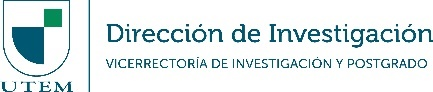 UTEM
Dirección de Investigación
VICERRECTORÍA DE INVESTIGACIÓN Y POSTGRADO